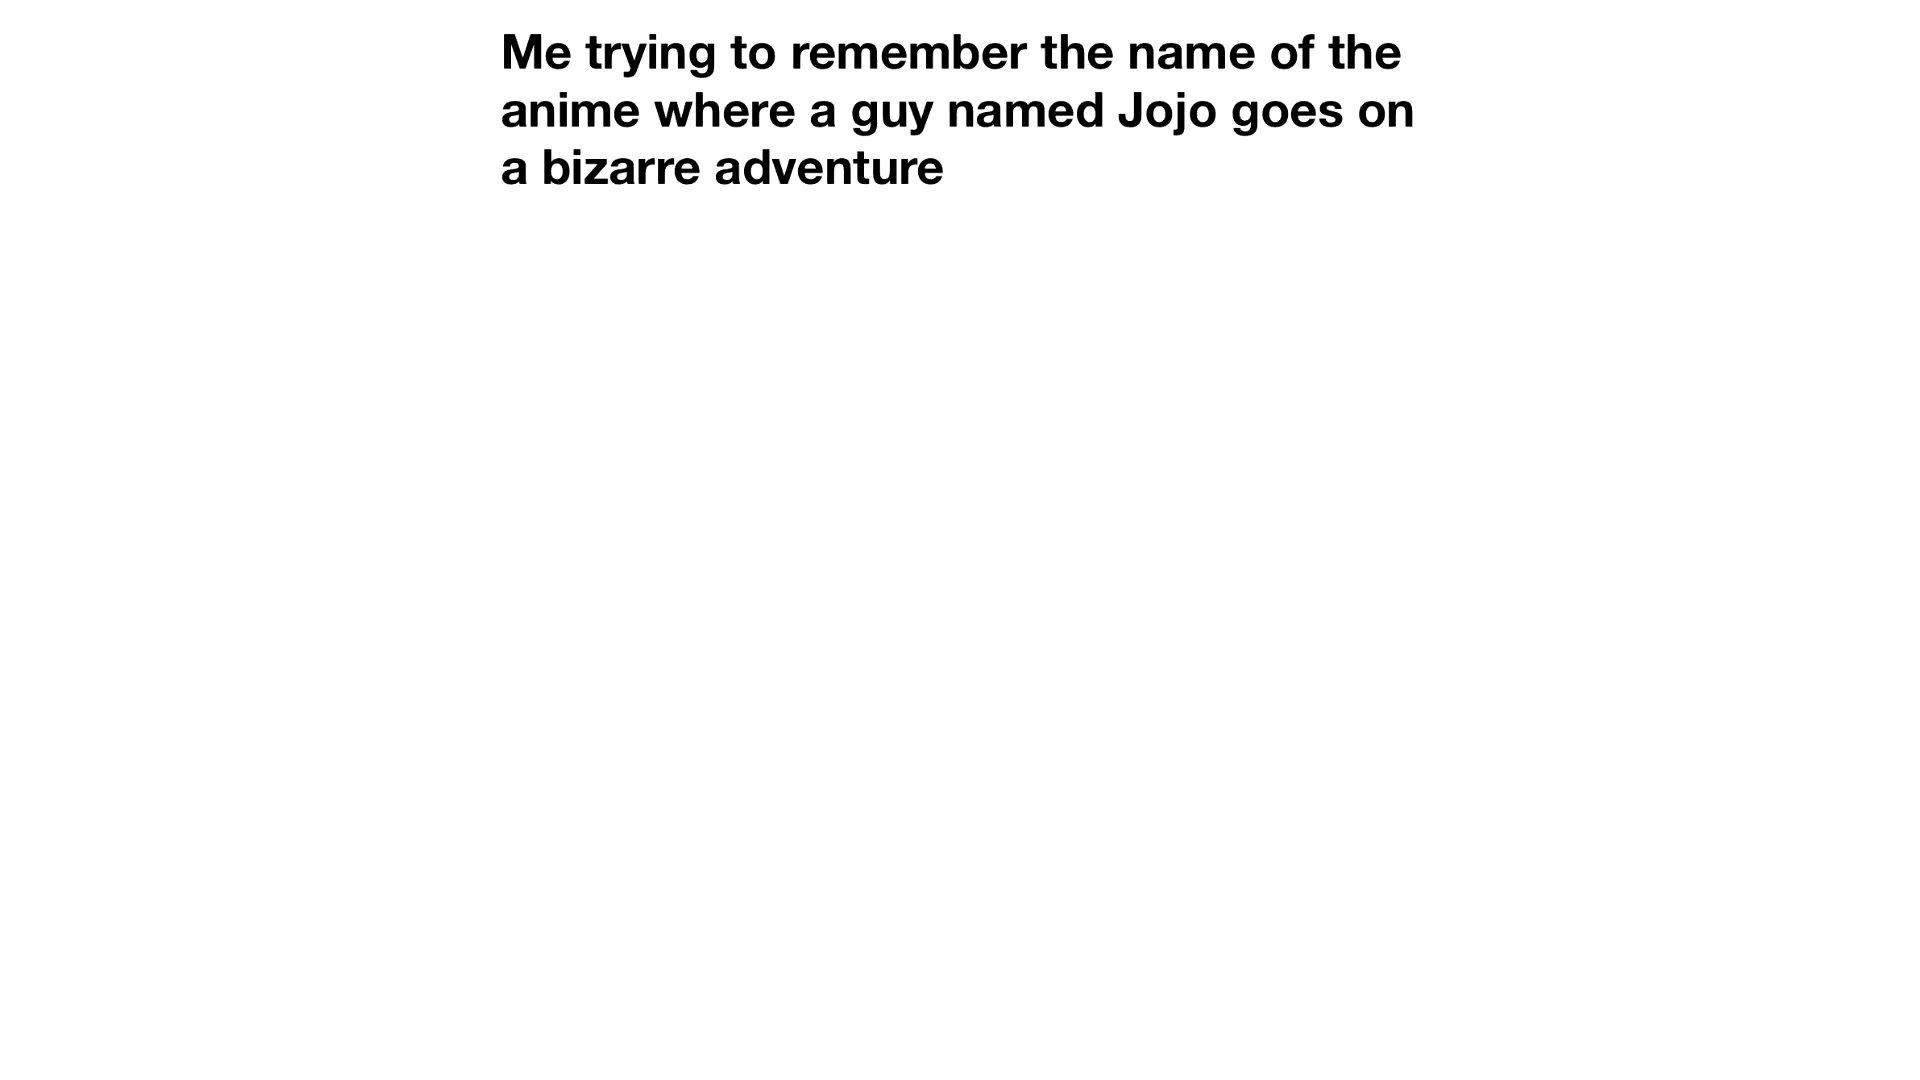 Me trying to remember the name of the
anime where a guy named Jojo goes on
a bizarre adventure